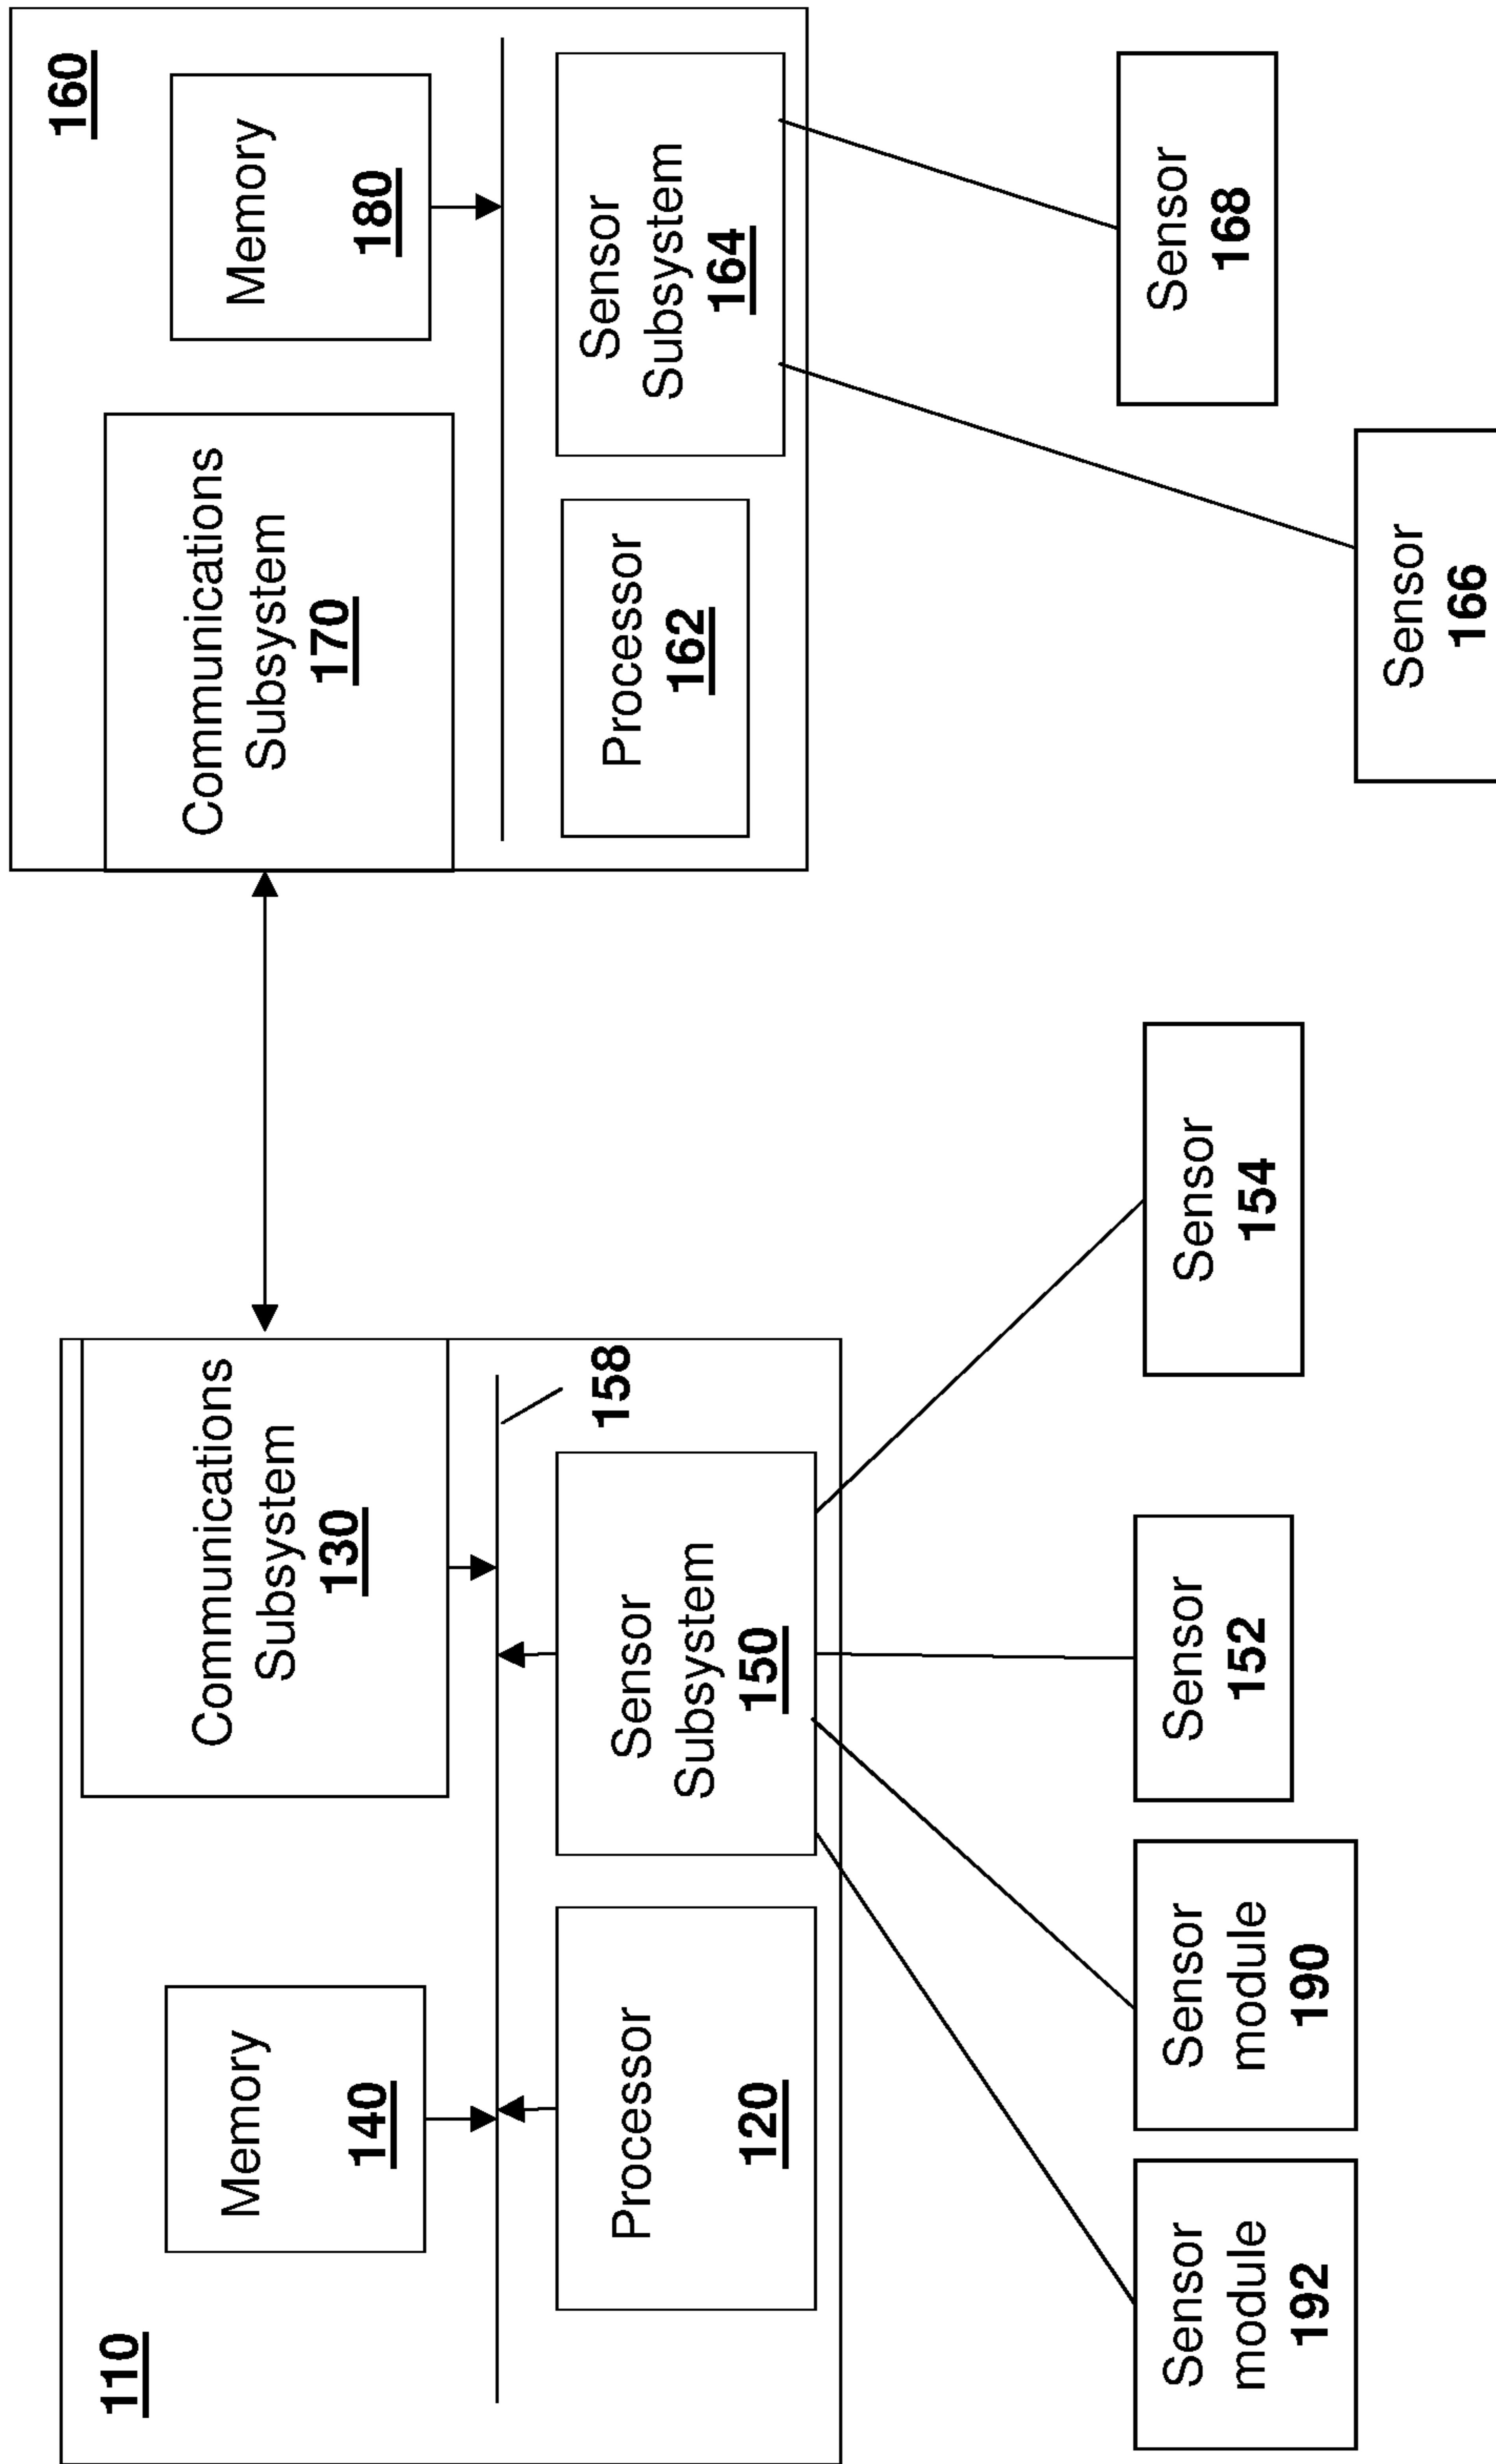 110
Memory
140
Communications
Subsystem
130
158
Processor
120
Sensor
Subsystem
150
Sensor
module
192
Sensor
module
190
Sensor
152
Sensor
154
160
Communications
Subsystem
170
Memory
180
Processor
162
Sensor
Subsystem
164
Sensor
166
Sensor
168